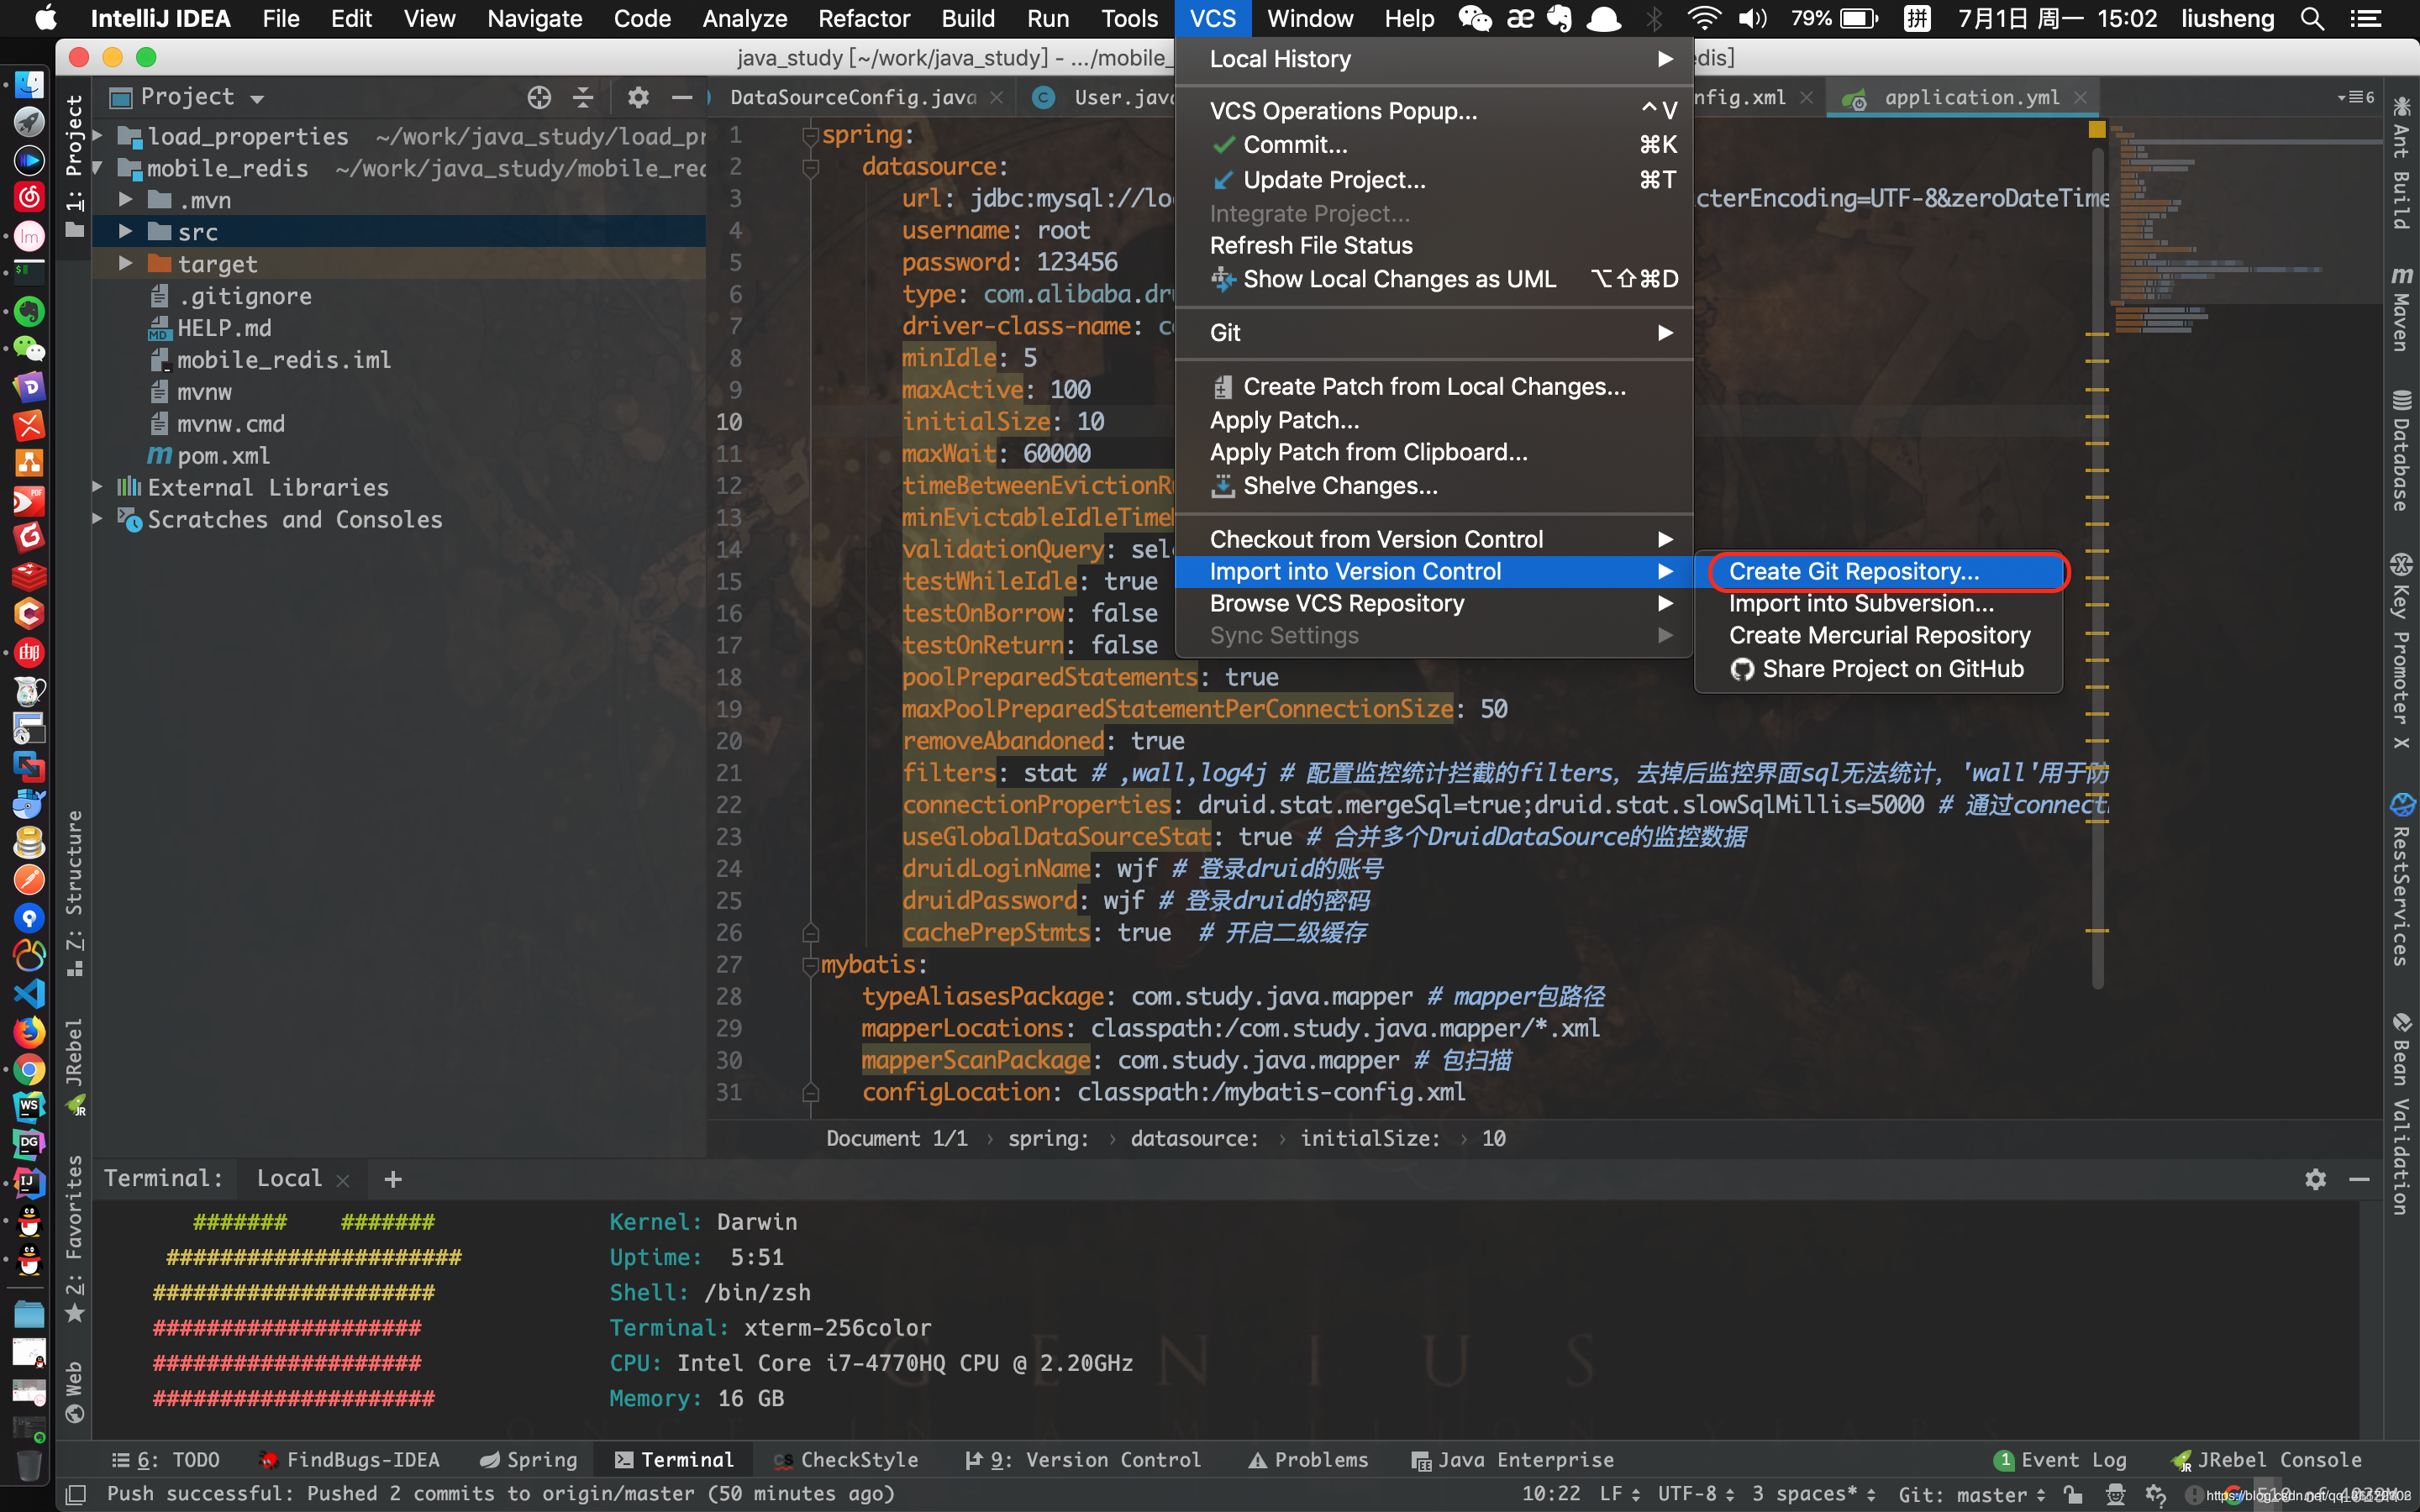 IntelliJ IDEA File Edit View Navigate Code Analyze Refactor Build Run Tools VCS Window Help 79% 拼 7月1日 周一 15:02 liusheng
java_study [~/work/java_study] - .../mobile_
dis]
Project
DataSourceConfig.java
User.java
nfig.xml
application.yml
6
load_properties ~/work/java_study/load_pr
mobile_redis ~/work/java_study/mobile_red
.mvn
src
target
.gitignore
HELP.md
mobile_redis.iml
mvnw
mvnw.cmd
pom.xml
External Libraries
Scratches and Consoles
1: Project
7: Structure
JRebel
2: Favorites
Web
1 spring:
2 datasource:
3 url: jdbc:mysql://lo
cterEncoding=UTF-8&zeroDateTime
4 username: root
5 password: 123456
6 type: com.alibaba.dru
7 driver-class-name: co
8 minIdle: 5
9 maxActive: 100
10 initialSize: 10
11 maxWait: 60000
12 timeBetweenEvictionRu
13 minEvictableIdleTime
14 validationQuery: sele
15 testWhileIdle: true
16 testOnBorrow: false
17 testOnReturn: false
18 poolPreparedStatements: true
19 maxPoolPreparedStatementPerConnectionSize: 50
20 removeAbandoned: true
21 filters: stat # ,wall,log4j # 配置监控统计拦截的filters，去掉后监控界面sql无法统计，'wall'用于防
22 connectionProperties: druid.stat.mergeSql=true;druid.stat.slowSqlMillis=5000 # 通过connect
23 useGlobalDataSourceStat: true # 合并多个DruidDataSource的监控数据
24 druidLoginName: wjf # 登录druid的账号
25 druidPassword: wjf # 登录druid的密码
26 cachePrepStmts: true # 开启二级缓存
27 mybatis:
28 typeAliasesPackage: com.study.java.mapper # mapper包路径
29 mapperLocations: classpath:/com.study.java.mapper/*.xml
30 mapperScanPackage: com.study.java.mapper # 包扫描
31 configLocation: classpath:/mybatis-config.xml
Document 1/1 › spring: › datasource: › initialSize: › 10
Local History
VCS Operations Popup... ^V
Commit... ⌘K
Update Project... ⌘T
Integrate Project...
Refresh File Status
Show Local Changes as UML ⌥⇧⌘D
Git
Create Patch from Local Changes...
Apply Patch...
Apply Patch from Clipboard...
Shelve Changes...
Checkout from Version Control
Import into Version Control
Browse VCS Repository
Sync Settings
Create Git Repository...
Import into Subversion...
Create Mercurial Repository
Share Project on GitHub
Ant Build
Maven
Database
Key Promoter X
RestServices
Bean Validation
Terminal: Local +
####### ####### Kernel: Darwin
###################### Uptime: 5:51
##################### Shell: /bin/zsh
#################### Terminal: xterm-256color
#################### CPU: Intel Core i7-4770HQ CPU @ 2.20GHz
##################### Memory: 16 GB
GENIUS
6: TODO FindBugs-IDEA Spring Terminal CheckStyle 9: Version Control Problems Java Enterprise 1 Event Log JRebel Console
Push successful: Pushed 2 commits to origin/master (50 minutes ago) 10:22 LF UTF-8 3 spaces* Git: master